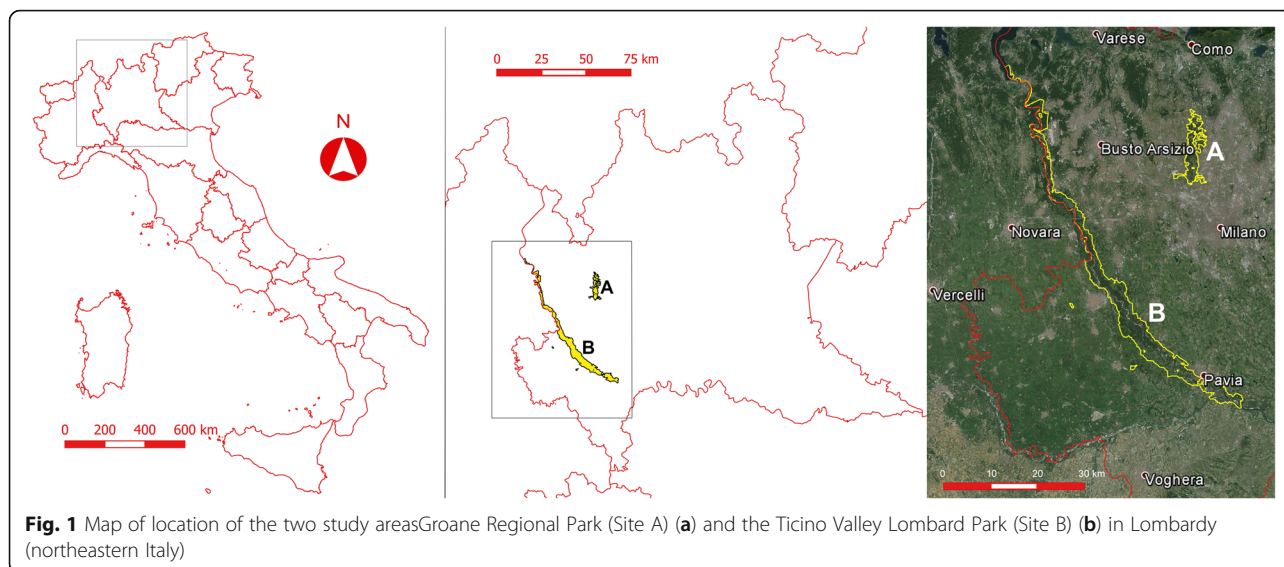 N
0 200 400 600 km
0 25 50 75 km
A
B
Varese
Como
Busto Arsizio
A
Novara
Milano
Vercelli
B
Pavia
0 10 20 30 km
Voghera
Fig. 1 Map of location of the two study areasGroane Regional Park (Site A) (a) and the Ticino Valley Lombard Park (Site B) (b) in Lombardy
(northeastern Italy)